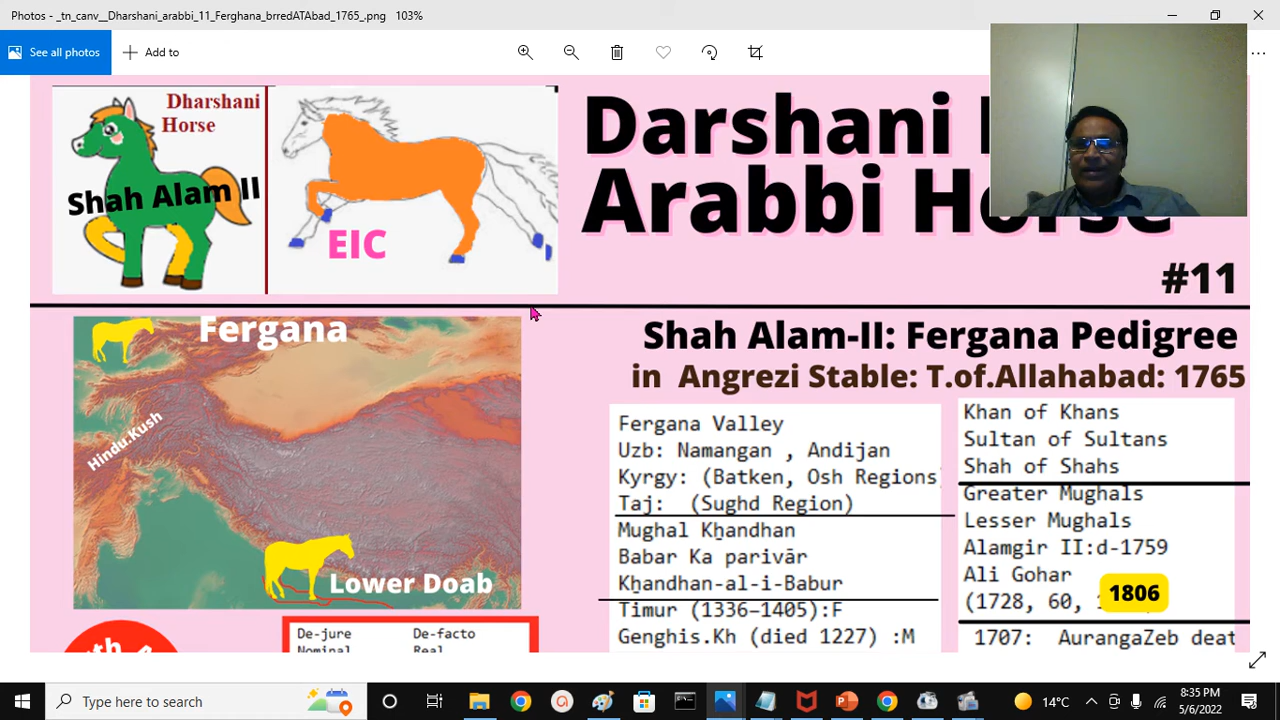 Photos - _tn_canv__Dharshani_arabbi_11_Ferghana_brredATAbad_1765_.png 103%
See all photos
Add to
Dharshani
Horse
Shah Alam II
EIC
Darshani
Arabbi Horse
#11
Fergana
Hindu.Kush
Lower Doab
Shah Alam-II: Fergana Pedigree
in Angrezi Stable: T.of.Allahabad: 1765
Fergana Valley
Uzb: Namangan , Andijan
Kyrgy: (Batken, Osh Regions)
Taj: (Sughd Region)
Mughal Kḥandhan
Babar Ka parivār
Kḥandhan-al-i-Babur
Timur (1336–1405):F
Genghis.Kh (died 1227) :M
Khan of Khans
Sultan of Sultans
Shah of Shahs
Greater Mughals
Lesser Mughals
Alamgir II:d-1759
Ali Gohar
(1728, 60,
1806
1707: AurangaZeb deat
De-jure De-facto
Nominal Real
Type here to search
14°C
8:35 PM
5/6/2022